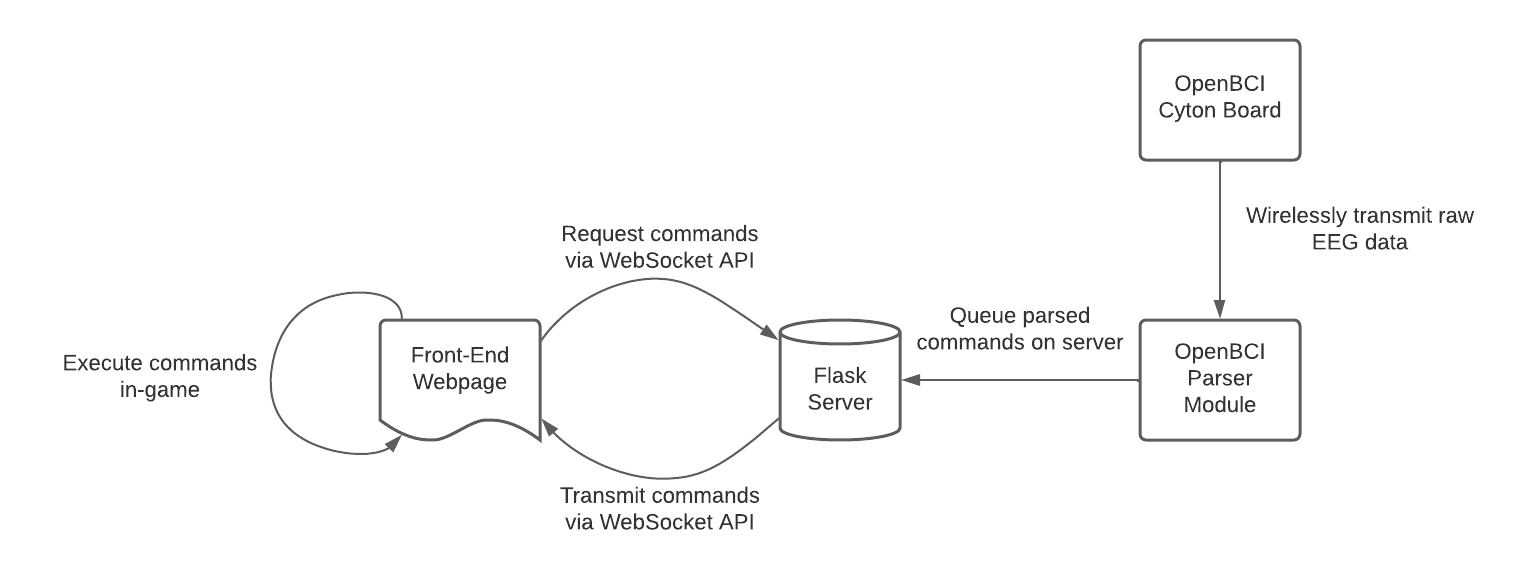 OpenBCI
Cyton Board
Wirelessly transmit raw
EEG data
Request commands
via WebSocket API
Queue parsed
commands on server
Execute commands
in-game
Front-End
Webpage
Flask
Server
OpenBCI
Parser
Module
Transmit commands
via WebSocket API